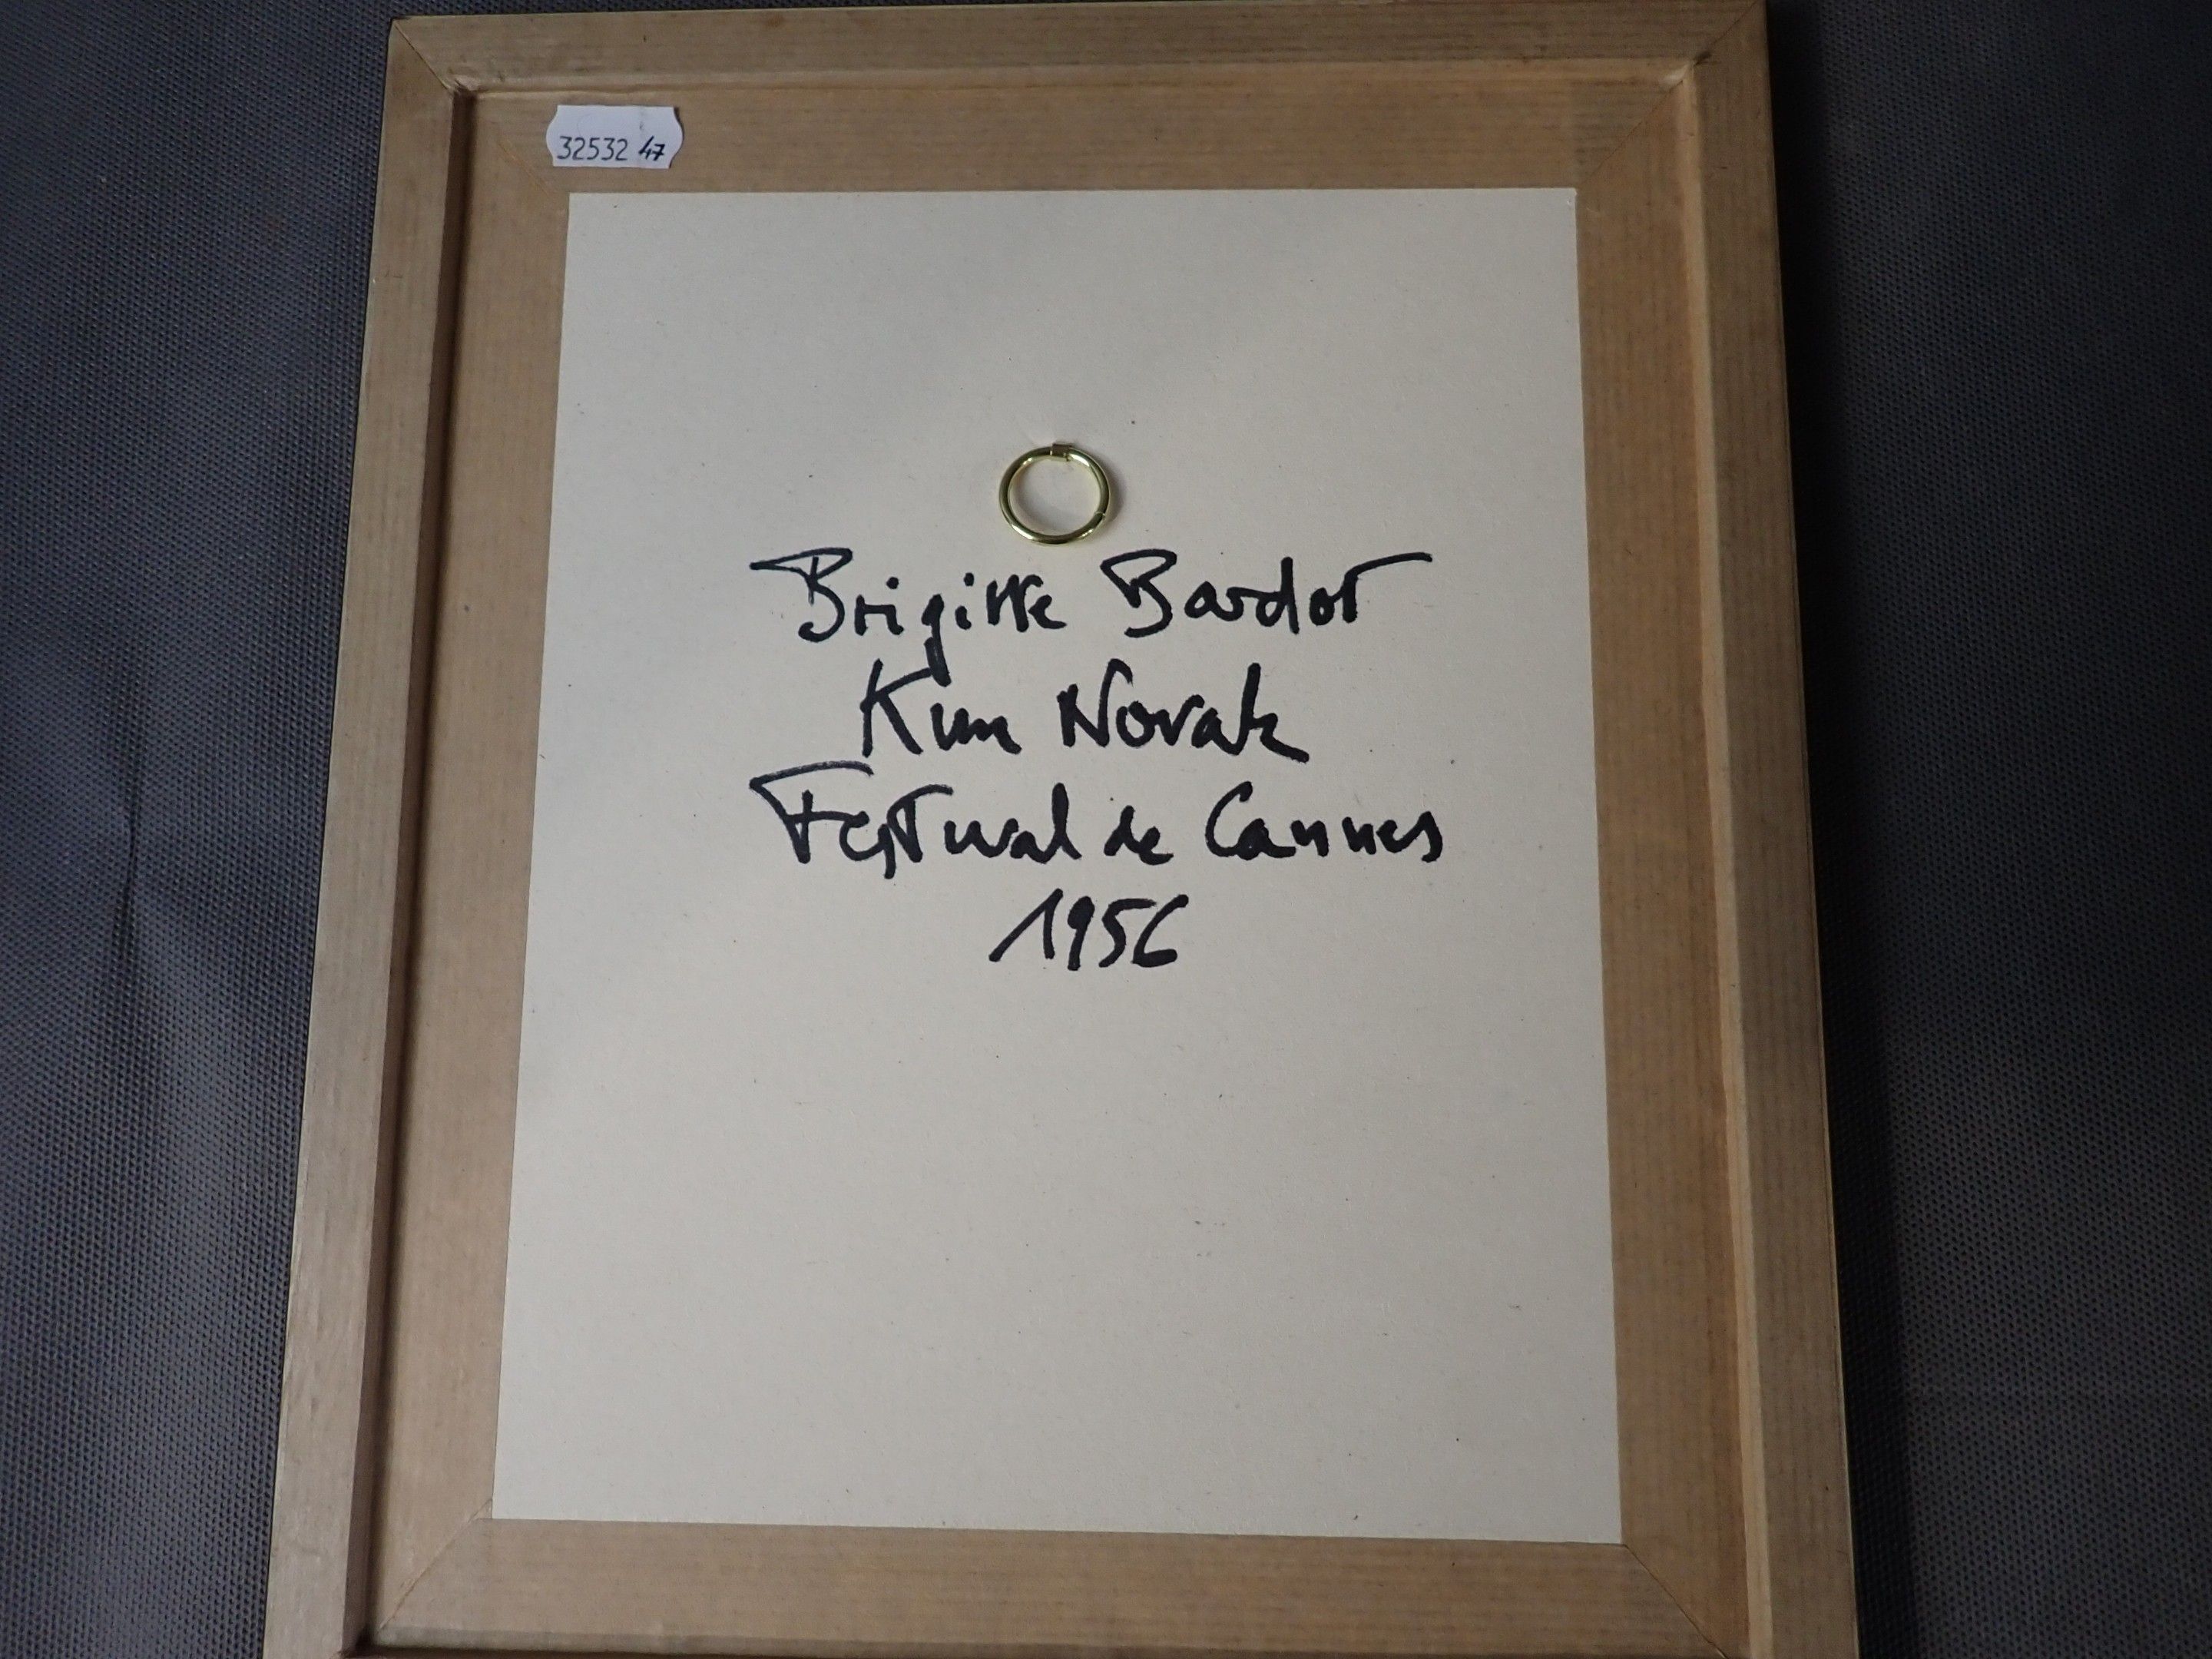 32532 47
Brigitte Bardot
Kim Novak
Festival de Cannes
1956